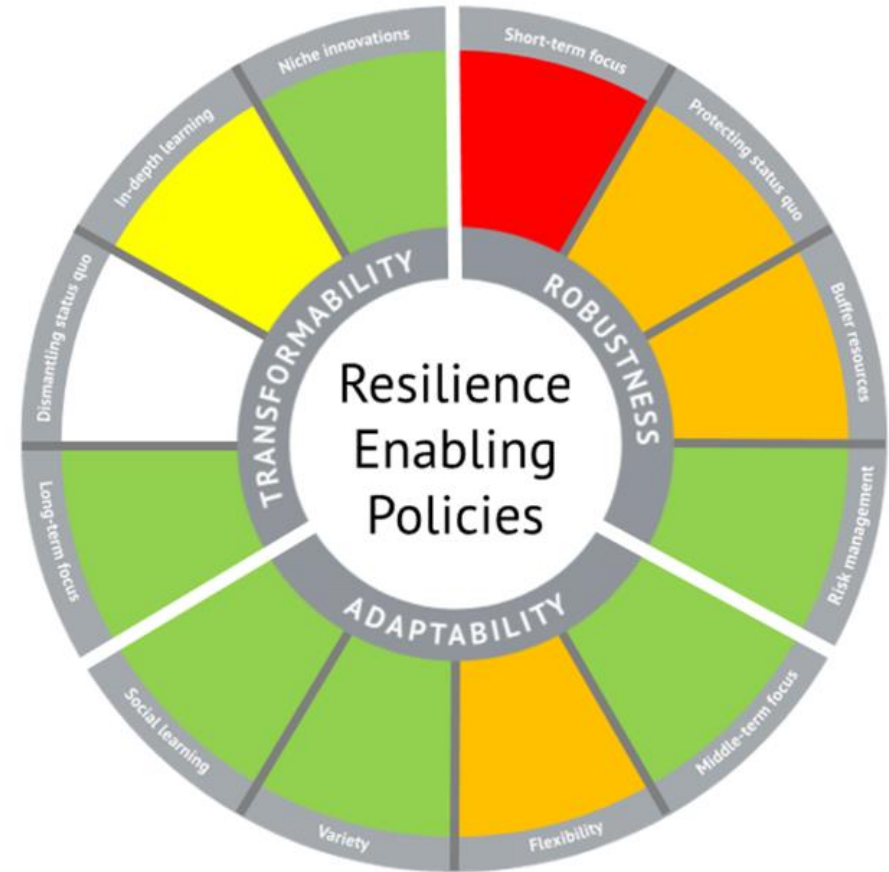 Niche innovations
Short-term focus
Protecting status quo
Buffer resources
Risk management
Middle-term focus
Flexibility
Variety
Social learning
Long-term focus
Dismantling status quo
In-depth learning
TRANSFORMABILITY
ROBUSTNESS
ADAPTABILITY
Resilience
Enabling
Policies